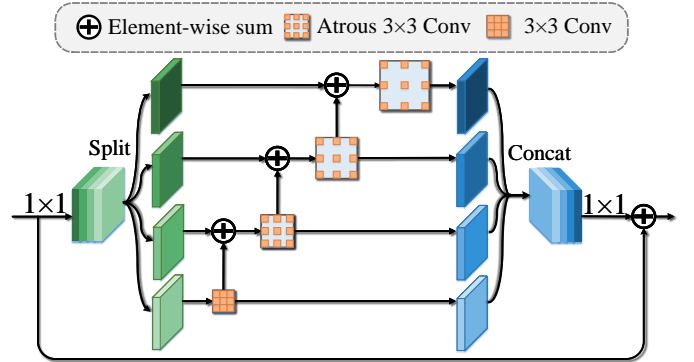 Element-wise sum Atrous 3×3 Conv 3×3 Conv
Split
Concat
1×1
1×1